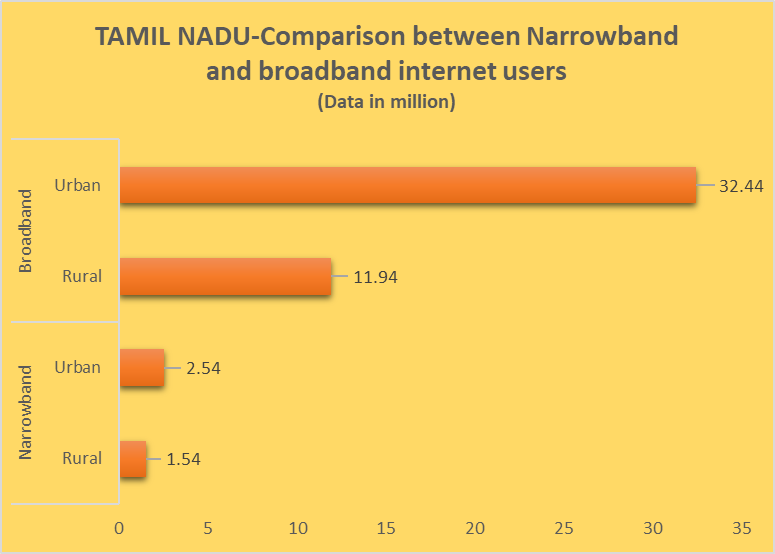 TAMIL NADU-Comparison between Narrowband
and broadband internet users
(Data in million)
Broadband
Urban
32.44
Rural
11.94
Narrowband
Urban
2.54
Rural
1.54
0 5 10 15 20 25 30 35